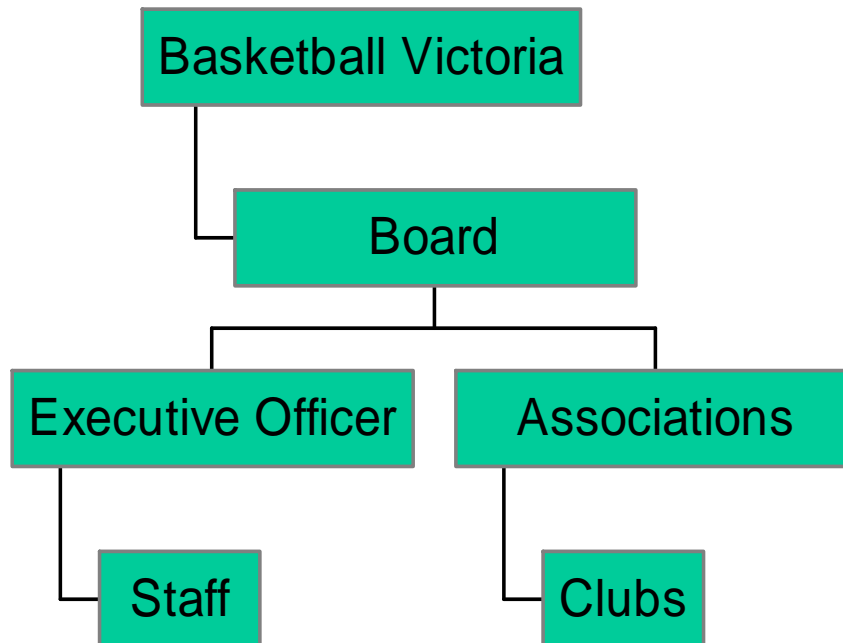 Basketball Victoria
Board
Executive Officer
Associations
Staff
Clubs